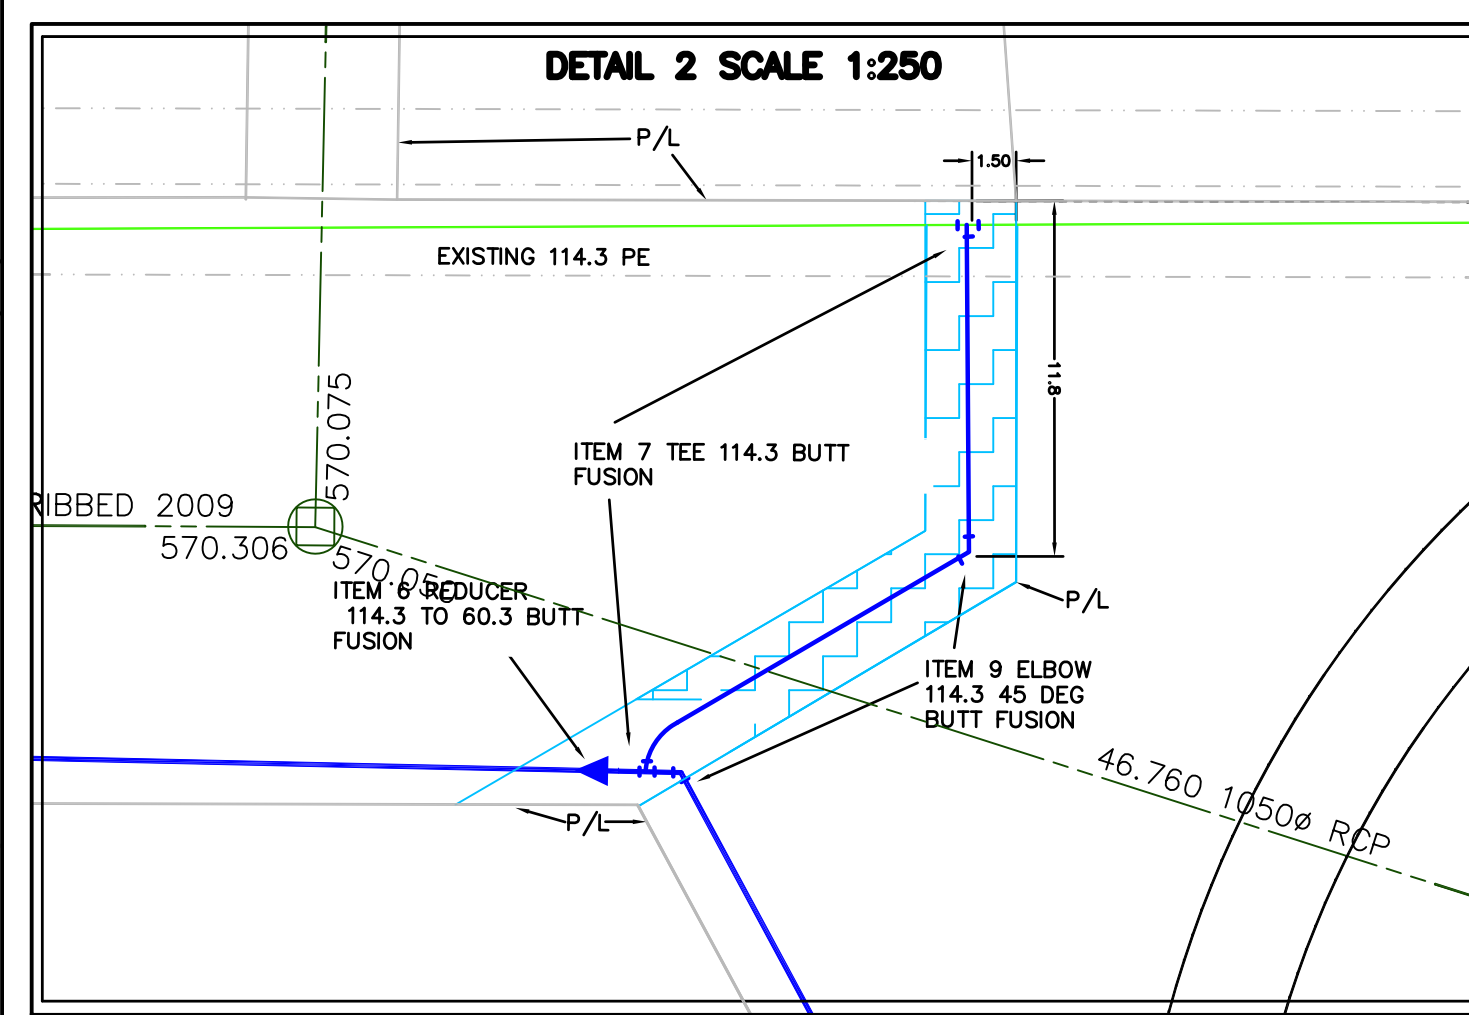 DETAIL 2 SCALE 1:250
P/L
1.50
EXISTING 114.3 PE
11.8
570.075
ITEM 7 TEE 114.3 BUTT
FUSION
RIBBED 2009
570.306
570.050
ITEM 6 REDUCER
114.3 TO 60.3 BUTT
FUSION
P/L
ITEM 9 ELBOW
114.3 45 DEG
BUTT FUSION
46.760 1050ø RCP
P/L